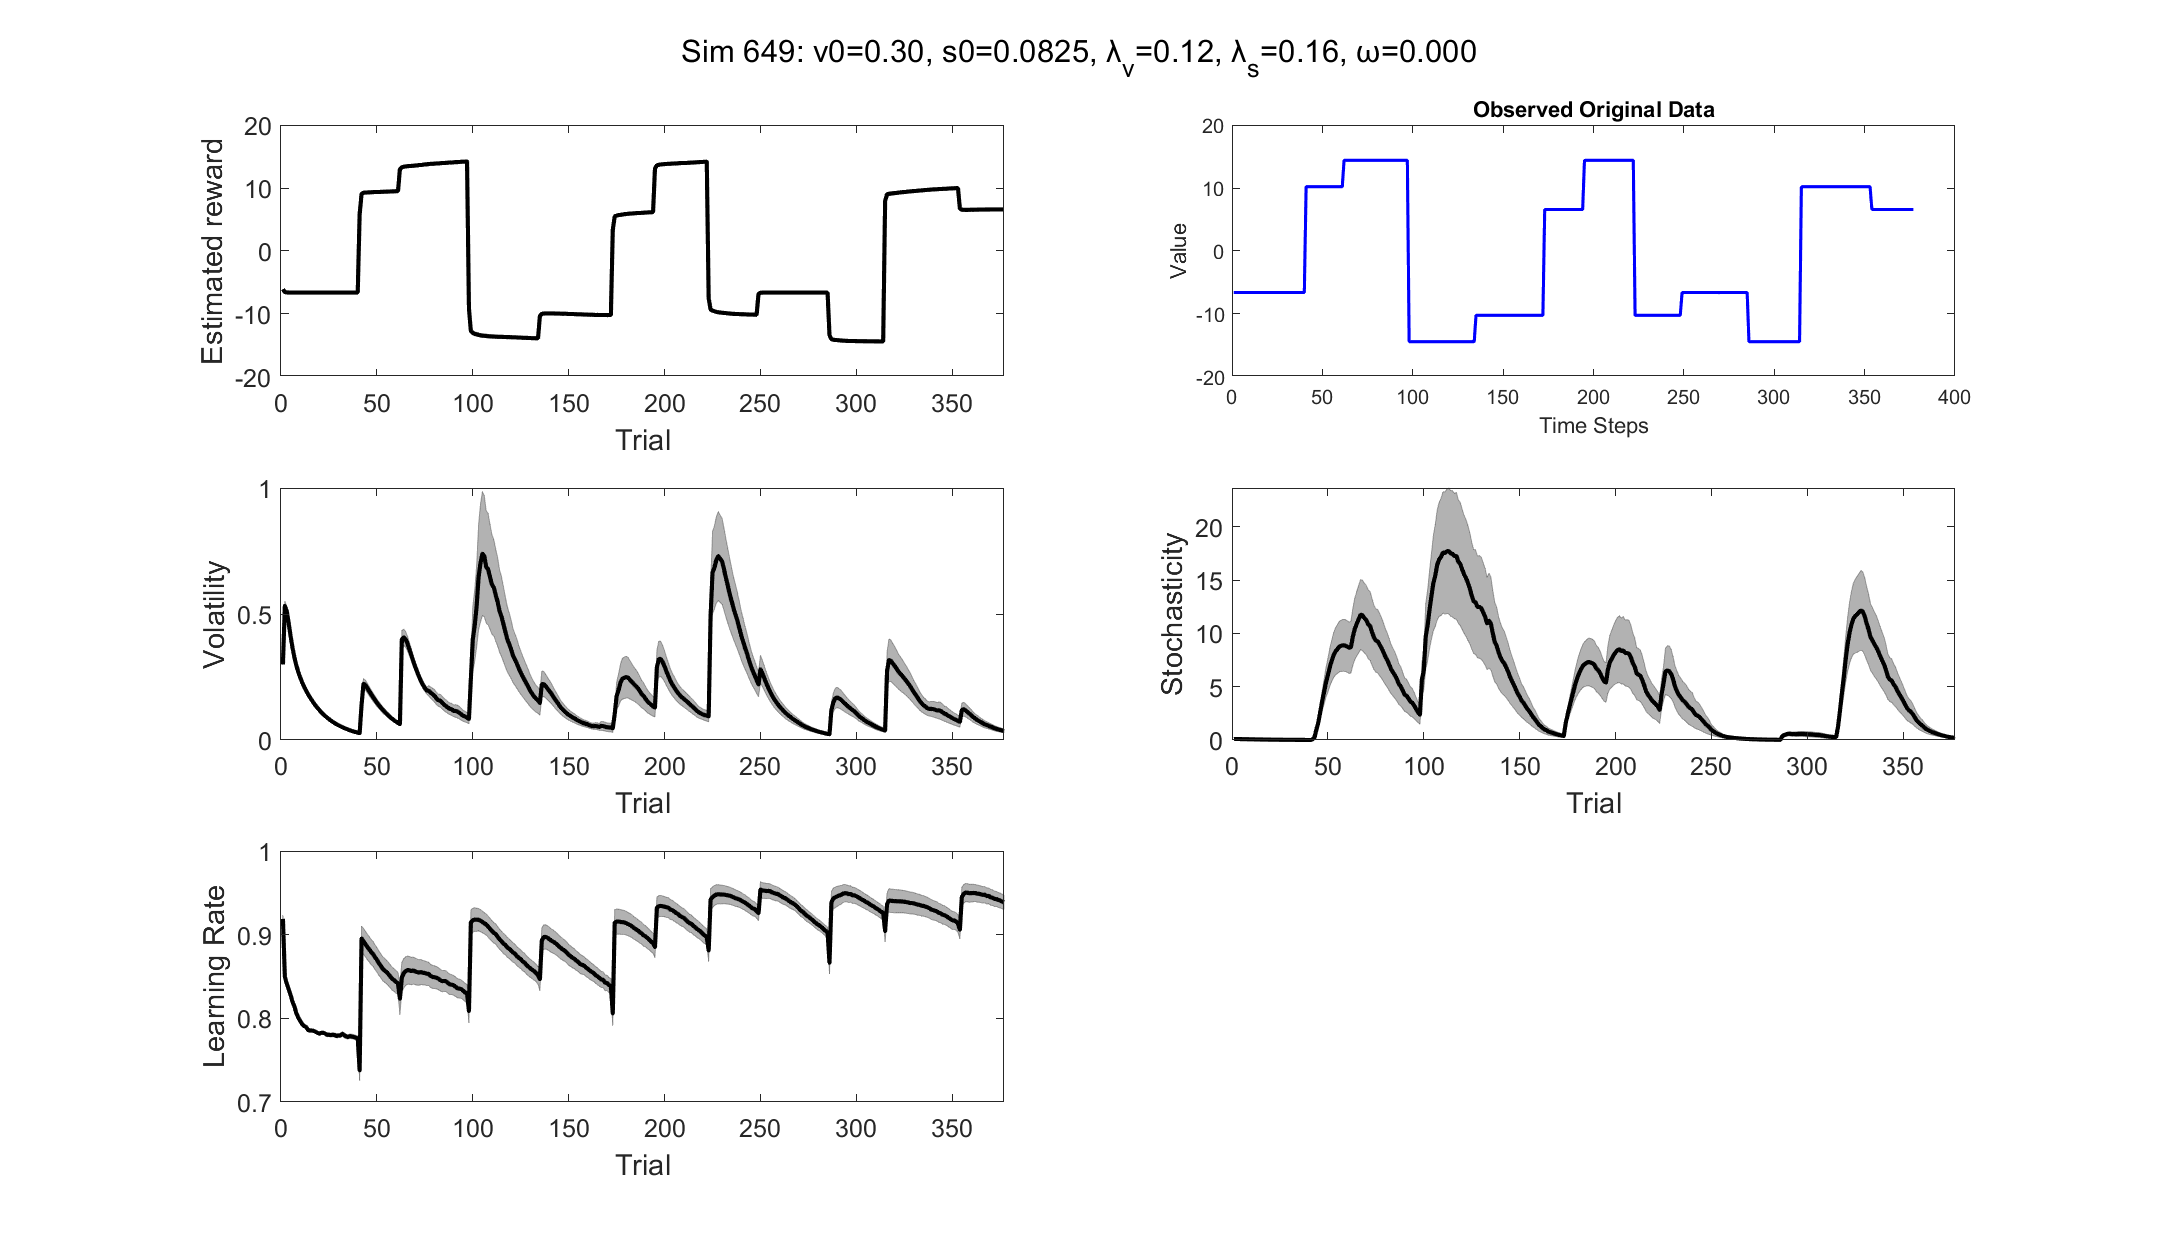 Sim 649: v0=0.30, s0=0.0825, λv=0.12, λs=0.16, ω=0.000
Estimated reward
20
10
0
-10
-20
0 50 100 150 200 250 300 350
Trial
Observed Original Data
Value
20
10
0
-10
-20
0 50 100 150 200 250 300 350 400
Time Steps
Volatility
1
0.5
0
0 50 100 150 200 250 300 350
Trial
Stochasticity
20
15
10
5
0
0 50 100 150 200 250 300 350
Trial
Learning Rate
1
0.9
0.8
0.7
0 50 100 150 200 250 300 350
Trial